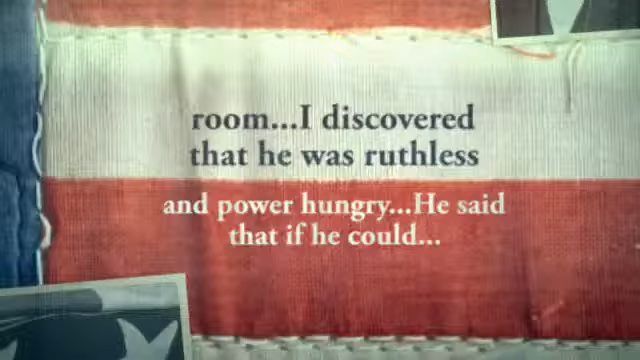 room...I discovered
that he was ruthless
and power hungry...He said
that if he could...